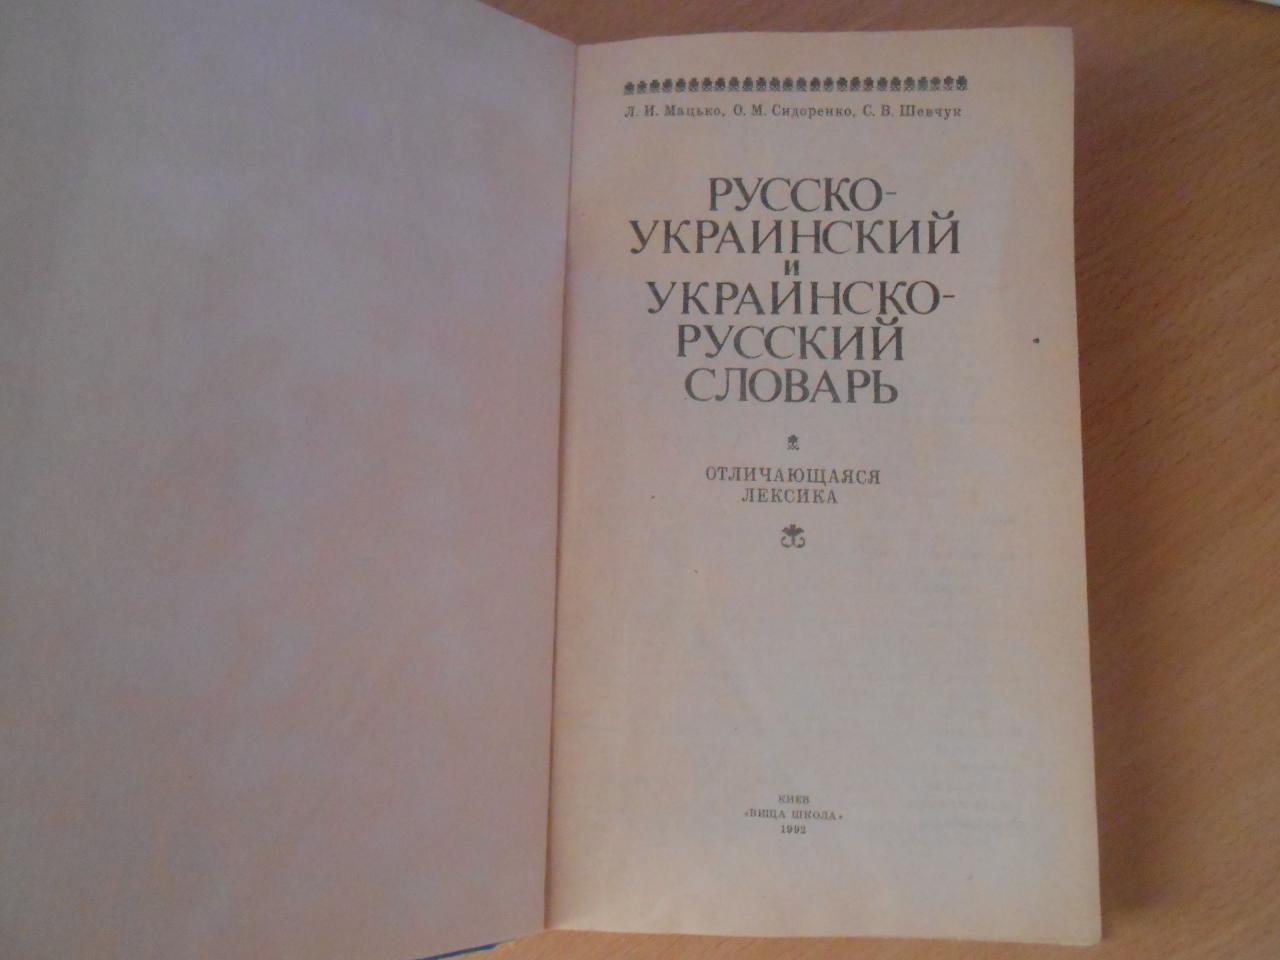 Л. И. Мацько, О. М. Сидоренко, С. В. Шевчук
РУССКО-
УКРАИНСКИЙ
И
УКРАИНСКО-
РУССКИЙ
СЛОВАРЬ
ОТЛИЧАЮЩАЯСЯ
ЛЕКСИКА
КИЕВ
«ВИЩА ШКОЛА»
1992